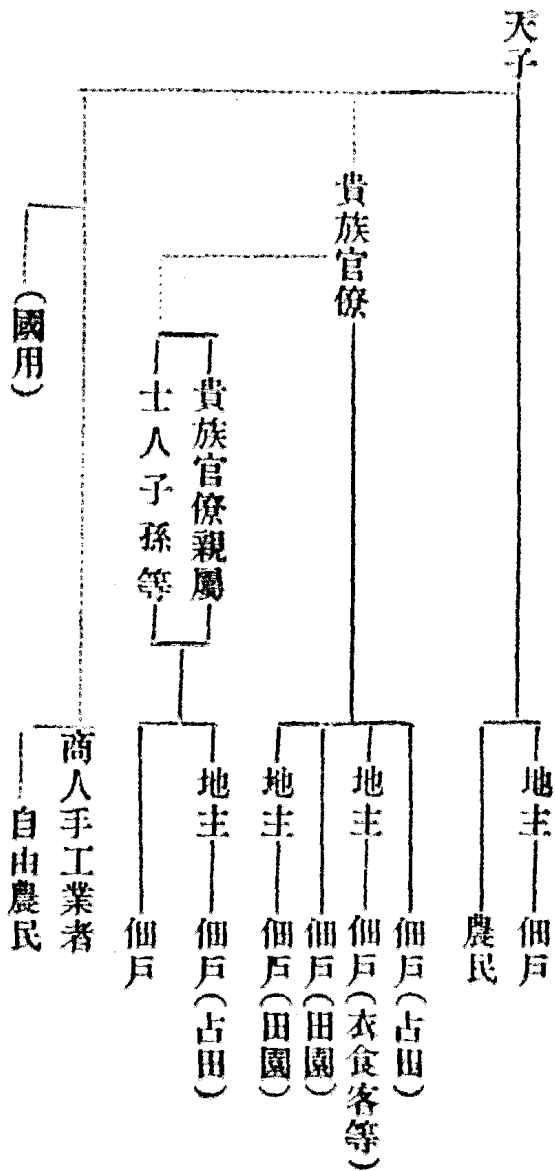 天子
地主
佃戶
農民
貴族官僚
佃戶(占田)
地主
佃戶(衣食客等)
佃戶(田園)
地主
佃戶(田園)
貴族官僚親屬
士人子孫等
地主
佃戶(占田)
佃戶
商人手工業者
自由農民
(國用)